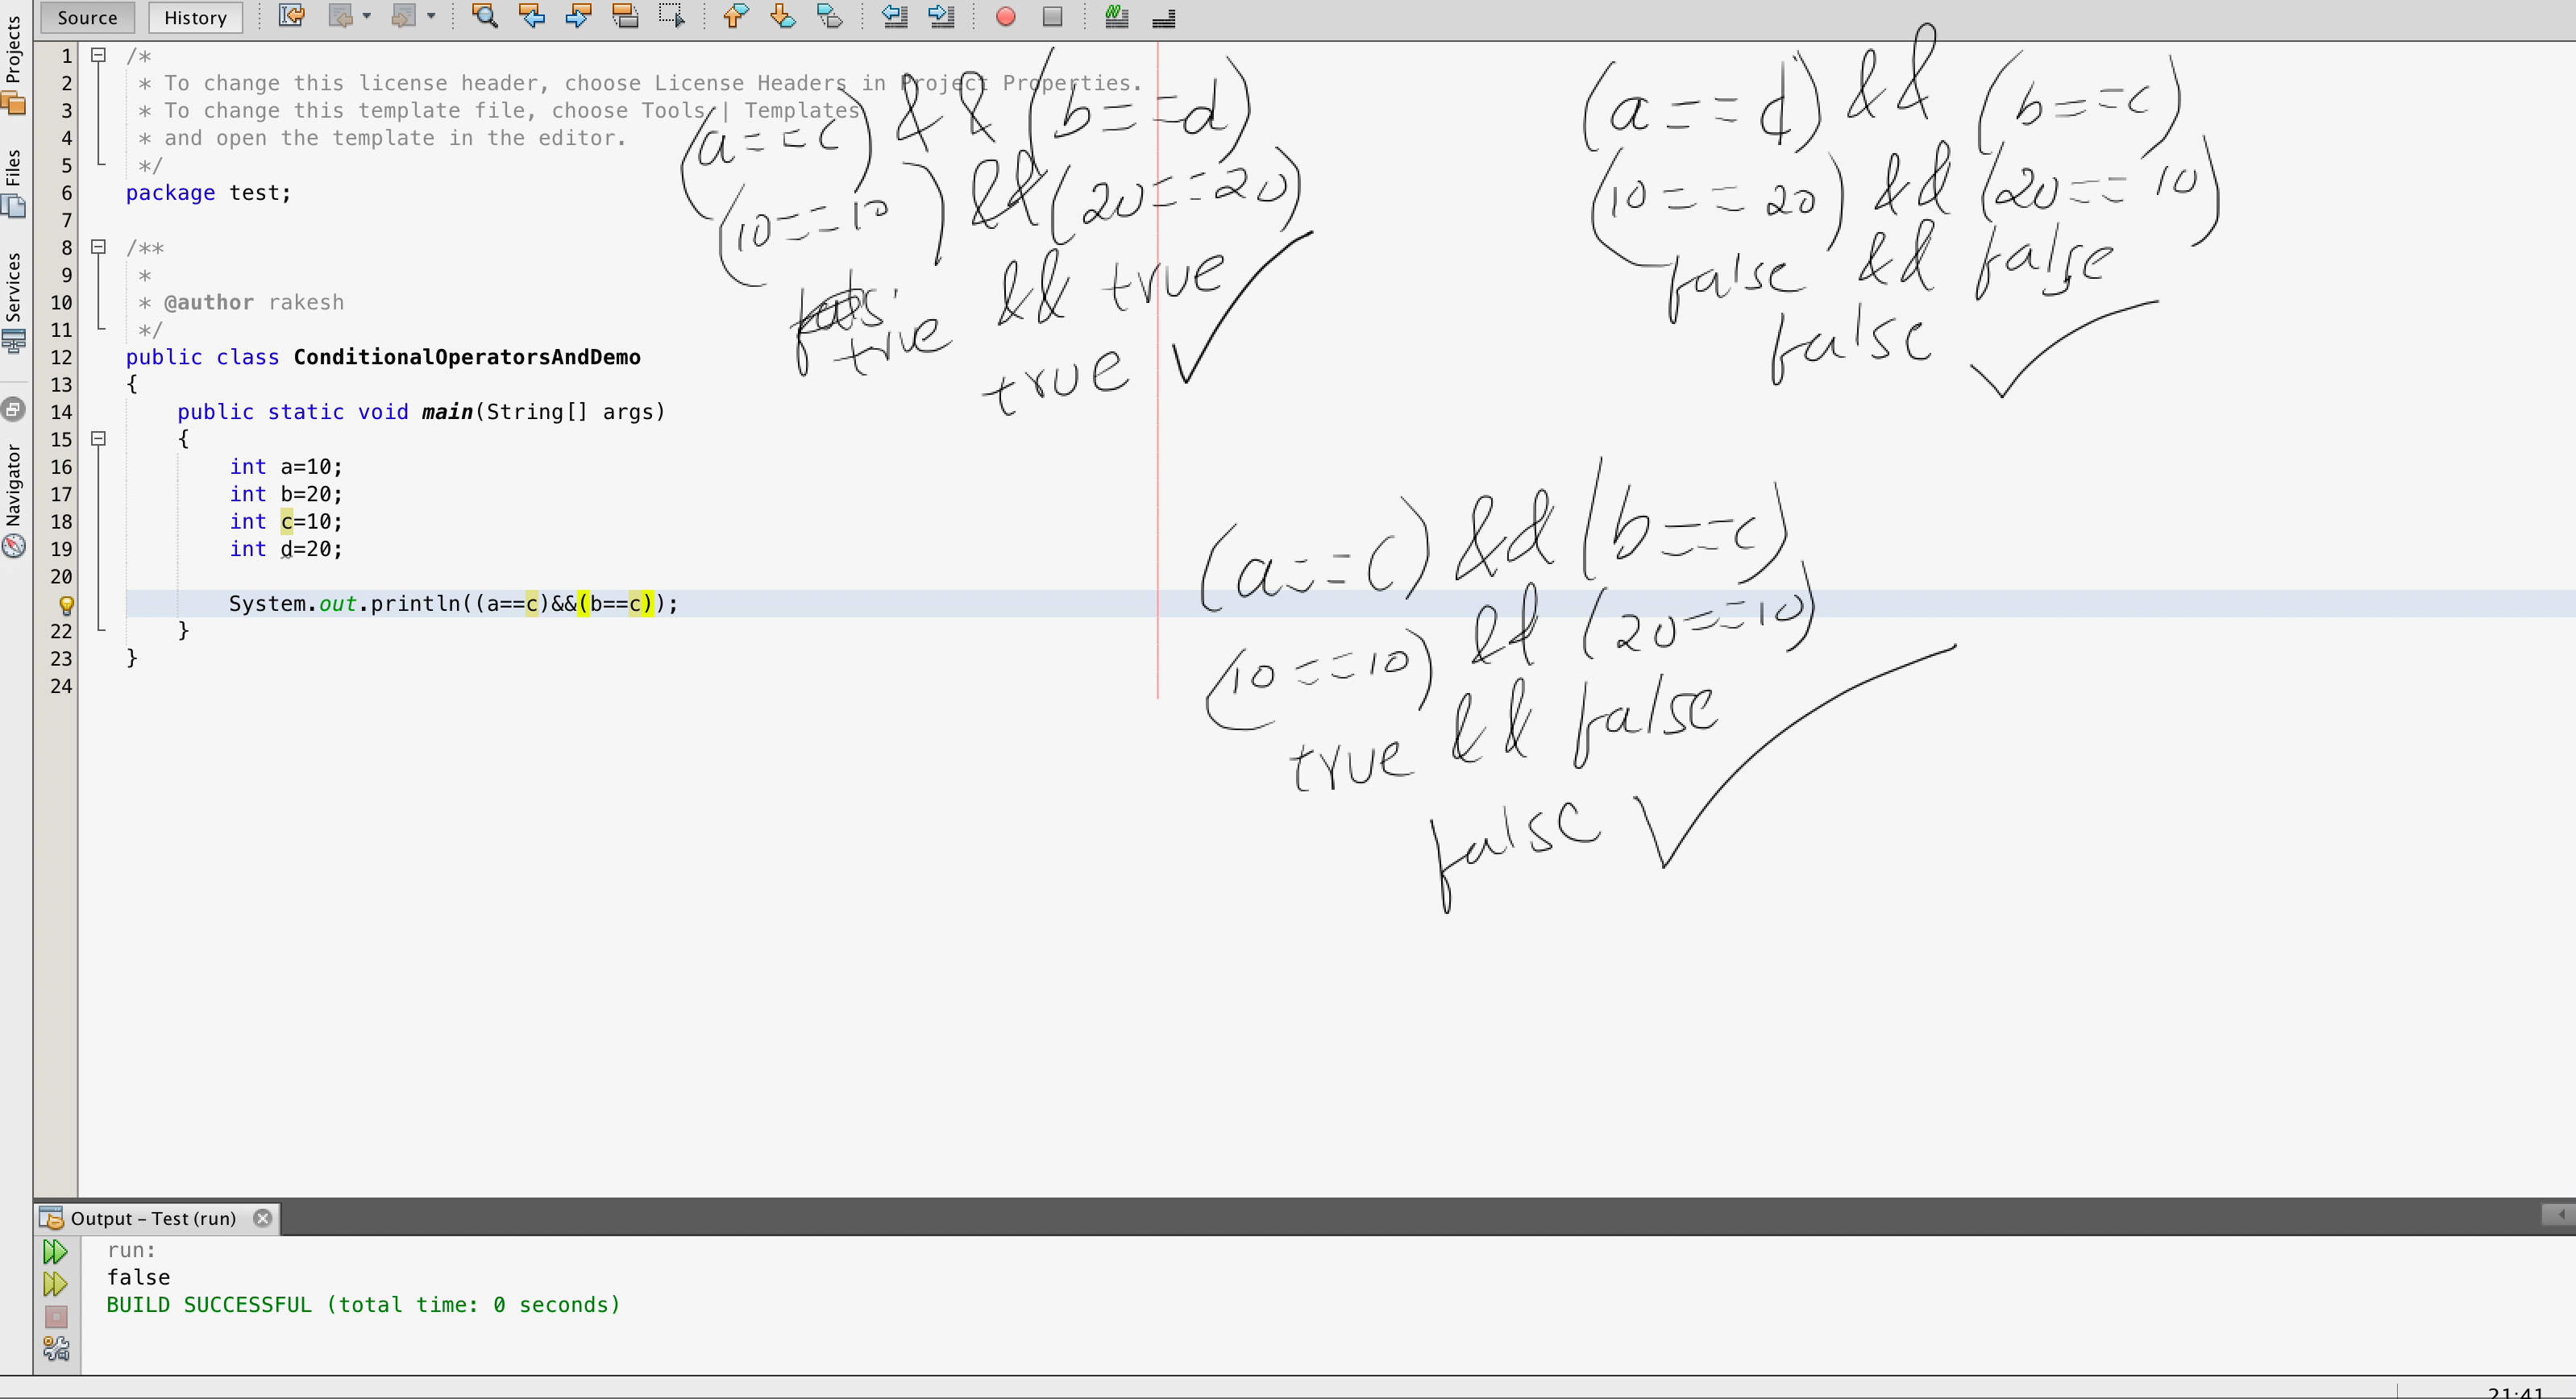 Source History
Projects
Files
Services
Navigator
1 /*
2 * To change this license header, choose License Headers in Project Properties.
3 * To change this template file, choose Tools | Templates
4 * and open the template in the editor.
5 */
6 package test;
7
8 /**
9 *
10 * @author rakesh
11 */
12 public class ConditionalOperatorsAndDemo
13 {
14 public static void main(String[] args)
15 {
16 int a=10;
17 int b=20;
18 int c=10;
19 int d=20;
20
System.out.println((a==c)&&(b==c));
22 }
23 }
24
(a==c) && (b==d)
(10==10) && (20==20)
true && true
true
(a==d) && (b==c)
(10==20) && (20==10)
false && false
false
(a==c) && (b==c)
(10==10) && (20==10)
true && false
false
Output – Test (run)
run:
false
BUILD SUCCESSFUL (total time: 0 seconds)
21:41